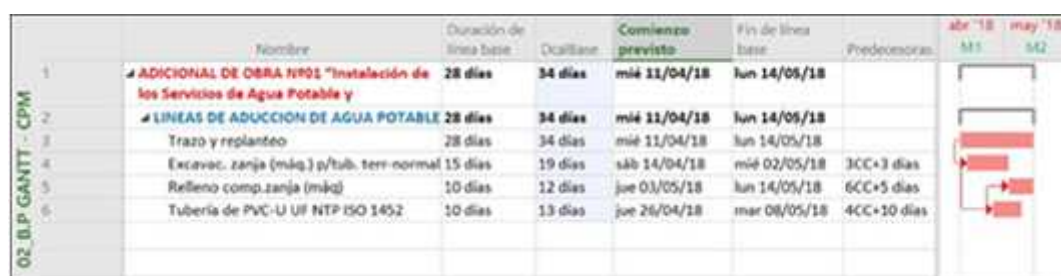 Nombre Duración de línea base DcalBase Comienzo previsto Fin de línea base Predecesoras abr '18 M1 may '18 M2
1 ADICIONAL DE OBRA Nº01 "Instalación de los Servicios de Agua Potable y 28 días 34 días mié 11/04/18 lun 14/05/18
2 LINEAS DE ADUCCION DE AGUA POTABLE 28 días 34 días mié 11/04/18 lun 14/05/18
3 Trazo y replanteo 28 días 34 días mié 11/04/18 lun 14/05/18
4 Excavac. zanja (máq.) p/tub. terr-normal 15 días 19 días sáb 14/04/18 mié 02/05/18 3CC+3 días
5 Relleno comp.zanja (máq) 10 días 12 días jue 03/05/18 lun 14/05/18 6CC+5 días
6 Tubería de PVC-U UF NTP ISO 1452 10 días 13 días jue 26/04/18 mar 08/05/18 4CC+10 días
02_B.P GANTT - CPM